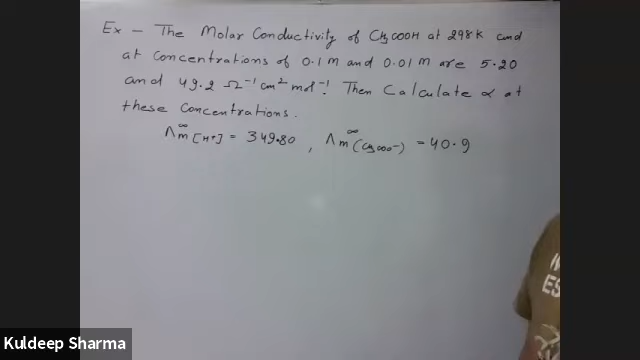 Ex - The Molar Conductivity of CH3COOH at 298K and
at concentrations of 0.1 m and 0.01 m are 5.20
and 49.2 Ω⁻¹ cm² mol⁻¹. Then Calculate α at
these concentrations.
Λm∞ [H+] = 349.80 , Λm∞ (CH3COO-) = 40.9
Kuldeep Sharma